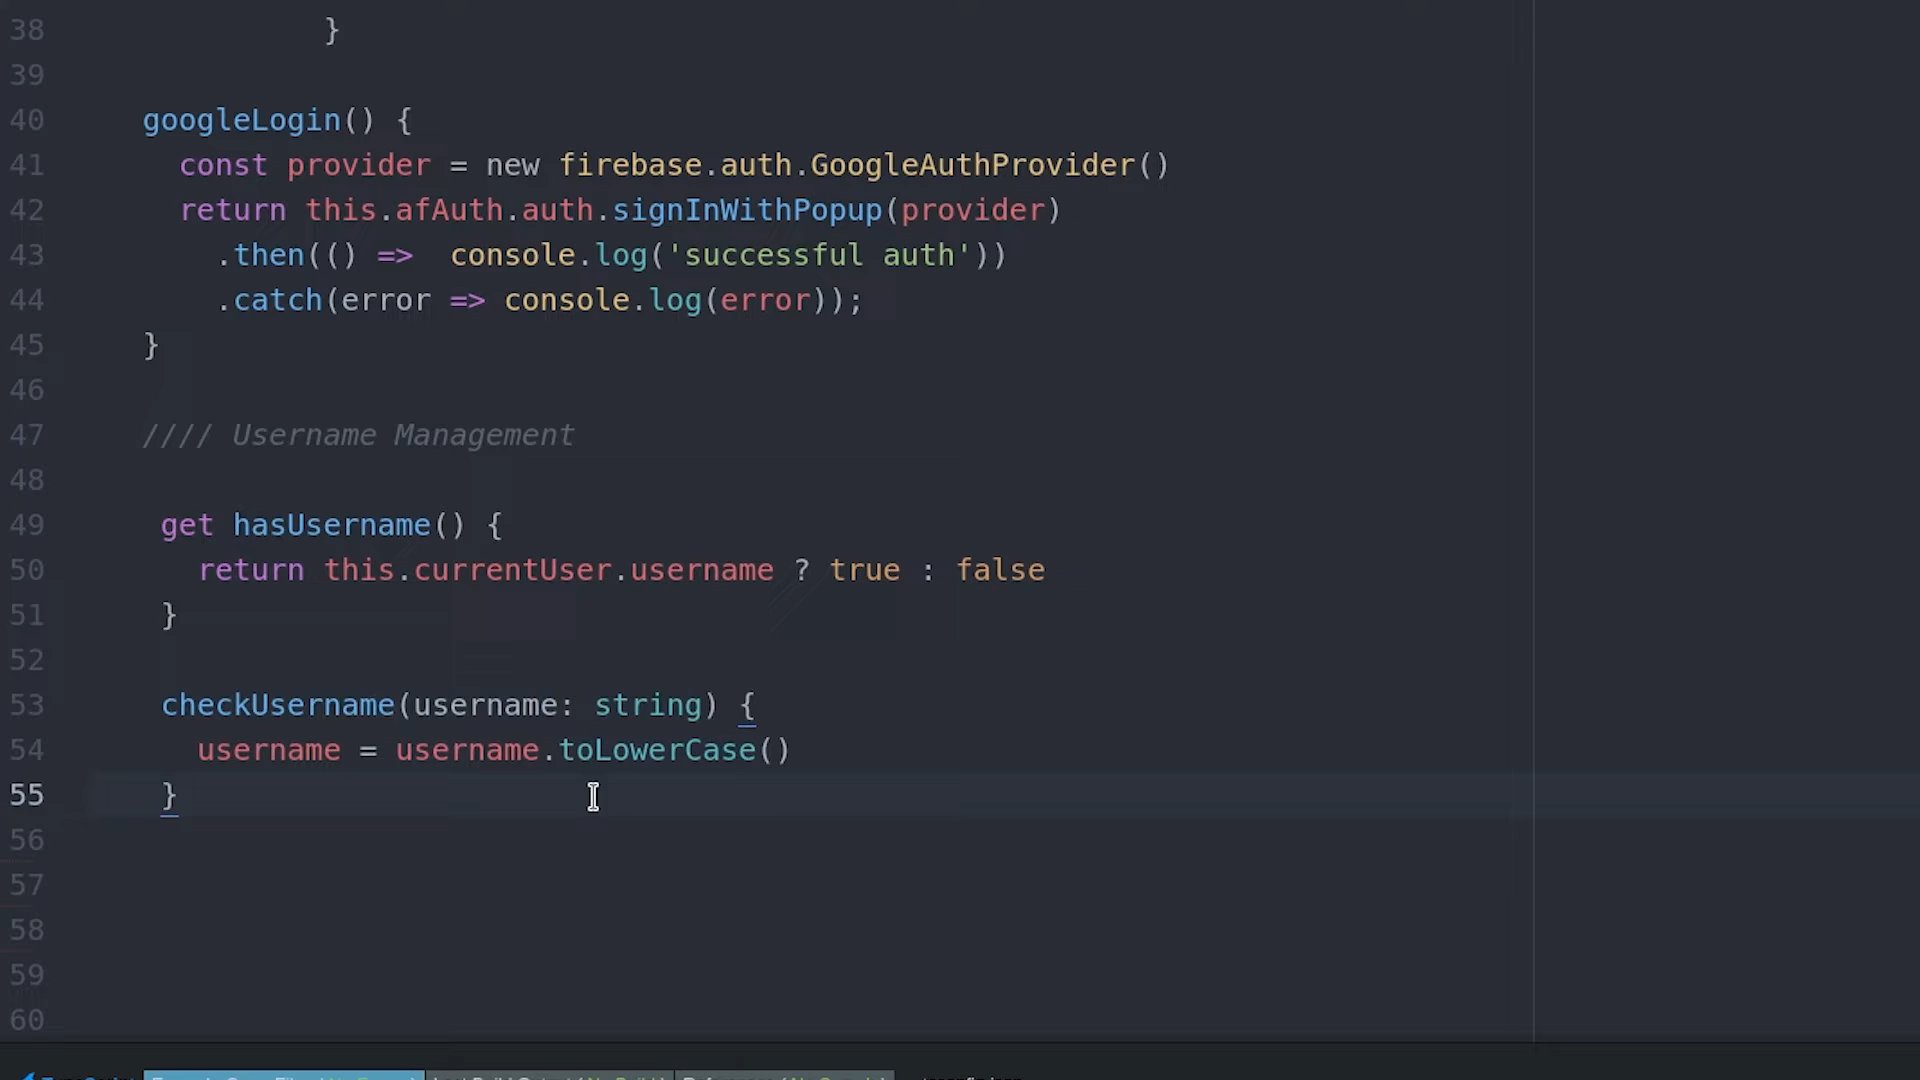 38 }
39
40 googleLogin() {
41 const provider = new firebase.auth.GoogleAuthProvider()
42 return this.afAuth.auth.signInWithPopup(provider)
43 .then(() =>  console.log('successful auth'))
44 .catch(error => console.log(error));
45 }
46
47 //// Username Management
48
49 get hasUsername() {
50 return this.currentUser.username ? true : false
51 }
52
53 checkUsername(username: string) {
54 username = username.toLowerCase()
55 }
56
57
58
59
60